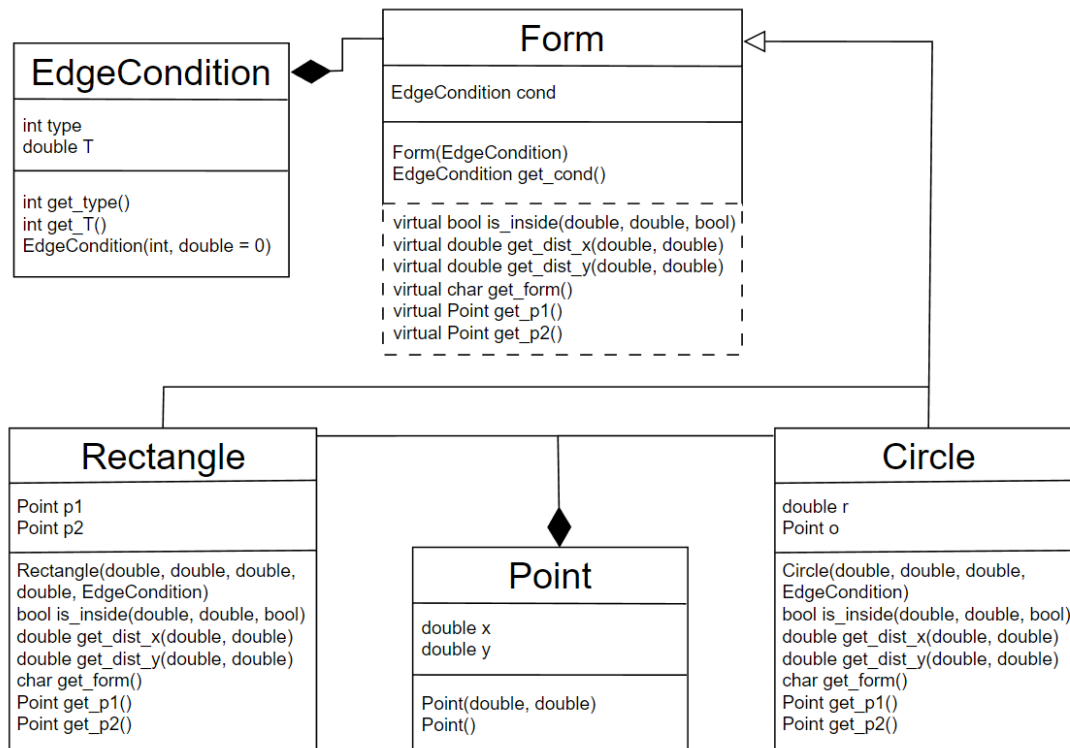 EdgeCondition
int type
double T
int get_type()
int get_T()
EdgeCondition(int, double = 0)
Form
EdgeCondition cond
Form(EdgeCondition)
EdgeCondition get_cond()
virtual bool is_inside(double, double, bool)
virtual double get_dist_x(double, double)
virtual double get_dist_y(double, double)
virtual char get_form()
virtual Point get_p1()
virtual Point get_p2()
Rectangle
Point p1
Point p2
Rectangle(double, double, double,
double, EdgeCondition)
bool is_inside(double, double, bool)
double get_dist_x(double, double)
double get_dist_y(double, double)
char get_form()
Point get_p1()
Point get_p2()
Point
double x
double y
Point(double, double)
Point()
Circle
double r
Point o
Circle(double, double, double,
EdgeCondition)
bool is_inside(double, double, bool)
double get_dist_x(double, double)
double get_dist_y(double, double)
char get_form()
Point get_p1()
Point get_p2()